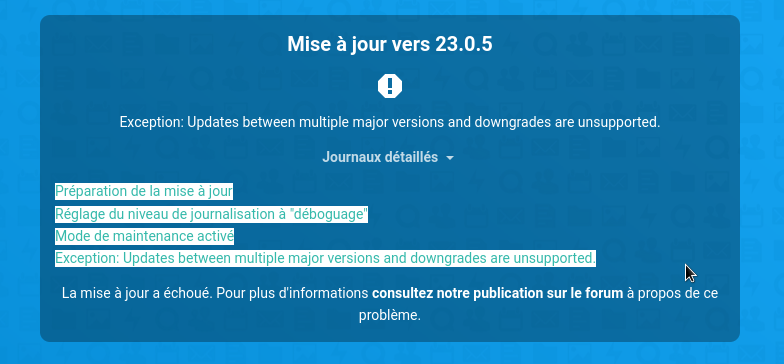 Mise à jour vers 23.0.5
Exception: Updates between multiple major versions and downgrades are unsupported.
Journaux détaillés
Préparation de la mise à jour
Réglage du niveau de journalisation à "déboguage"
Mode de maintenance activé
Exception: Updates between multiple major versions and downgrades are unsupported.
La mise à jour a échoué. Pour plus d'informations consultez notre publication sur le forum à propos de ce
problème.